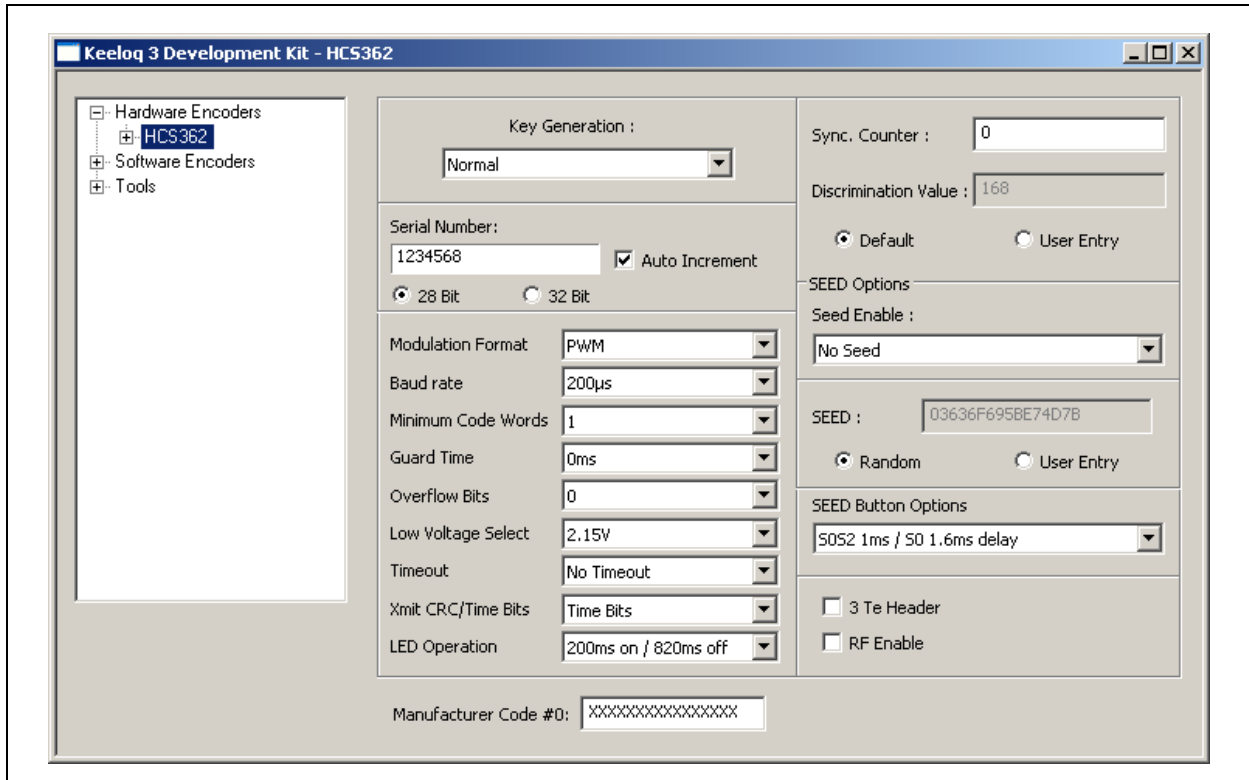 Keeloq 3 Development Kit - HCS362
Hardware Encoders
HCS362
Software Encoders
Tools
Key Generation :
Normal
Serial Number:
1234568
Auto Increment
28 Bit
32 Bit
Modulation Format
PWM
Baud rate
200µs
Minimum Code Words
1
Guard Time
0ms
Overflow Bits
0
Low Voltage Select
2.15V
Timeout
No Timeout
Xmit CRC/Time Bits
Time Bits
LED Operation
200ms on / 820ms off
Sync. Counter :
0
Discrimination Value :
168
Default
User Entry
SEED Options
Seed Enable :
No Seed
SEED :
03636F695BE74D7B
Random
User Entry
SEED Button Options
S0S2 1ms / S0 1.6ms delay
3 Te Header
RF Enable
Manufacturer Code #0:
XXXXXXXXXXXXXXXX